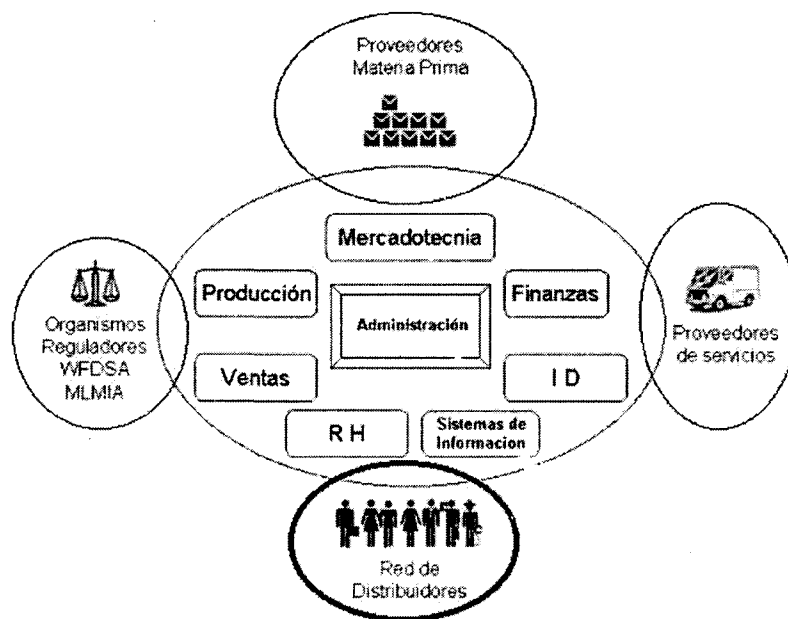 Proveedores
Materia Prima
Mercadotecnia
Producción
Finanzas
Administración
Organismos
Reguladores
WFDSA
MLMIA
Proveedores
de servicios
Ventas
I D
R H
Sistemas de
Informacion
Red de
Distribuidores